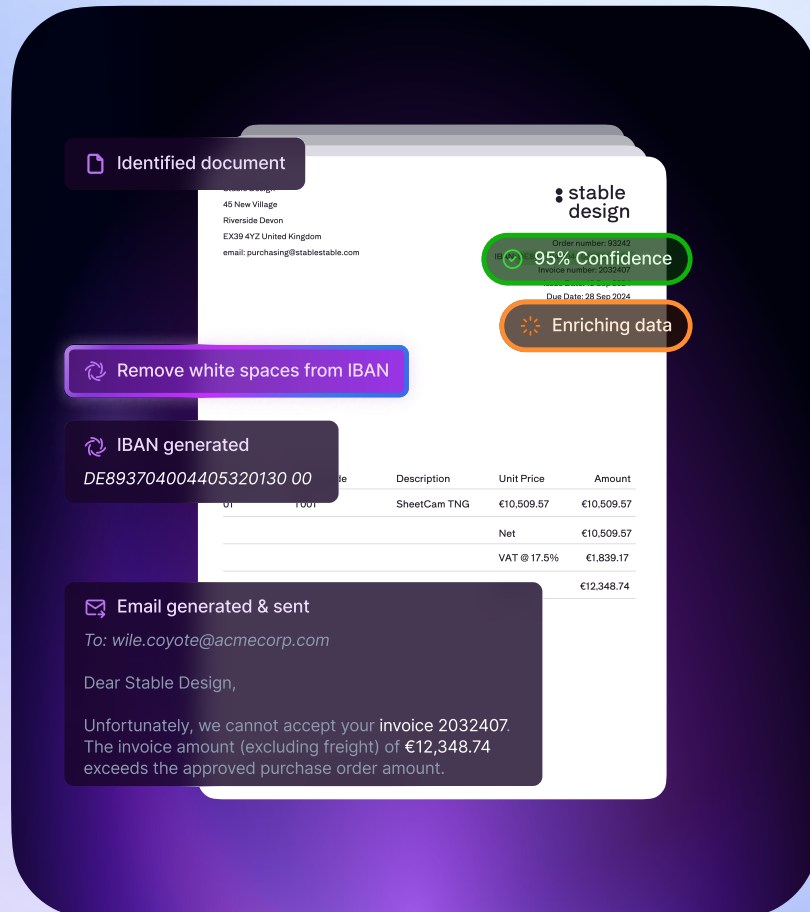 Identified document
Stable Design
45 New Village
Riverside Devon
EX39 4YZ United Kingdom
email: purchasing@stablestable.com
stable
design
Order number: 93242
95% Confidence
Invoice number: 2032407
Due Date: 28 Sep 2024
Enriching data
Remove white spaces from IBAN
IBAN generated
DE893704004405320130 00
Description Unit Price Amount
01 T001 SheetCam TNG €10,509.57 €10,509.57
Net €10,509.57
VAT @ 17.5% €1,839.17
€12,348.74
Email generated & sent
To: wile.coyote@acmecorp.com
Dear Stable Design,
Unfortunately, we cannot accept your invoice 2032407.
The invoice amount (excluding freight) of €12,348.74
exceeds the approved purchase order amount.